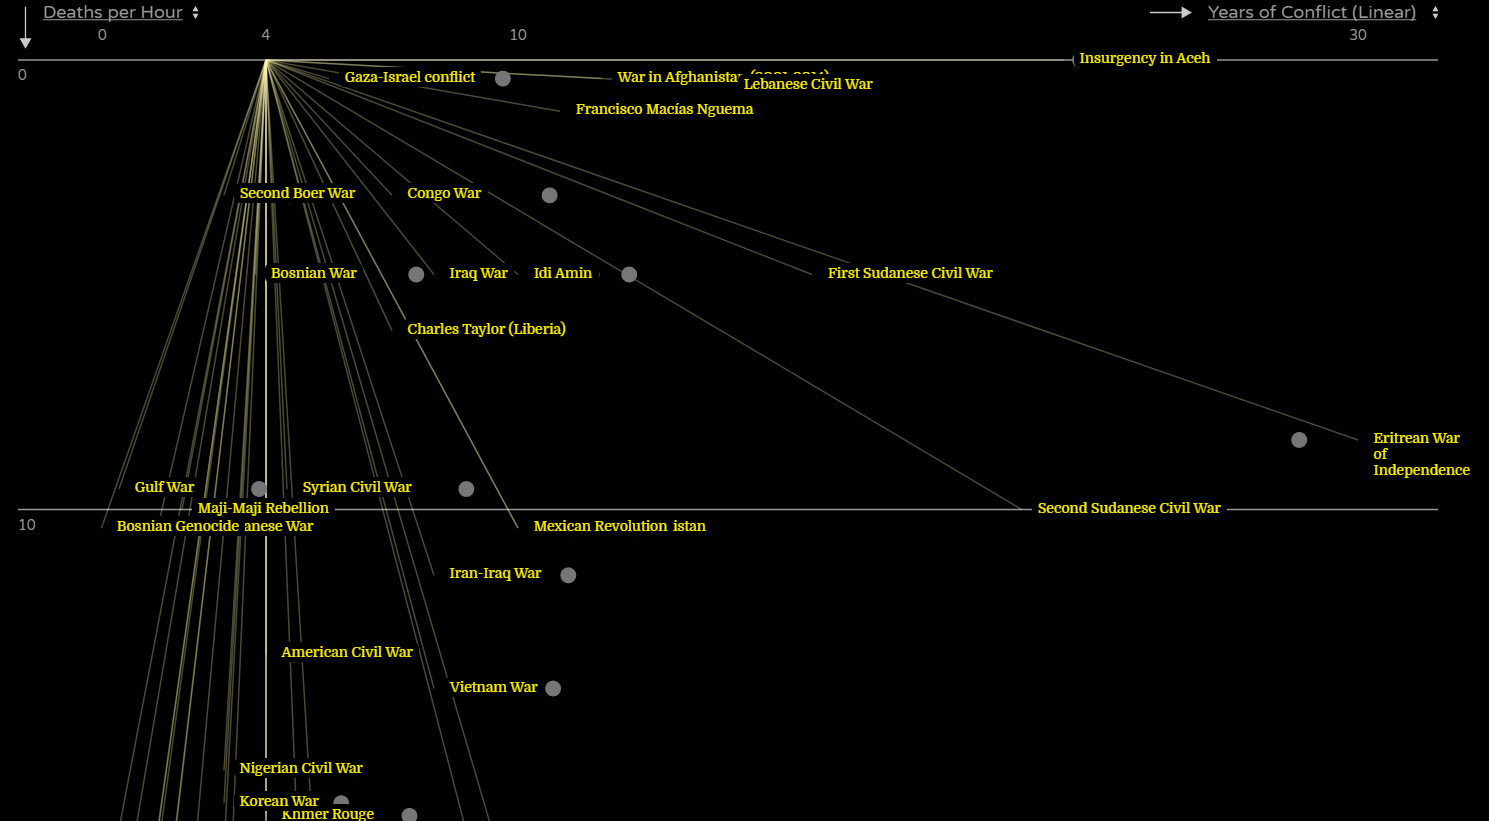 Deaths per Hour
Years of Conflict (Linear)
0
4
10
30
Insurgency in Aceh
0
Gaza-Israel conflict
War in Afghanistan
Lebanese Civil War
Francisco Macías Nguema
Second Boer War
Congo War
Bosnian War
Iraq War
Idi Amin
First Sudanese Civil War
Charles Taylor (Liberia)
Eritrean War
of
Independence
Gulf War
Syrian Civil War
Maji-Maji Rebellion
Second Sudanese Civil War
10
Bosnian Genocide
anese War
Mexican Revolution
istan
Iran-Iraq War
American Civil War
Vietnam War
Nigerian Civil War
Korean War
Khmer Rouge